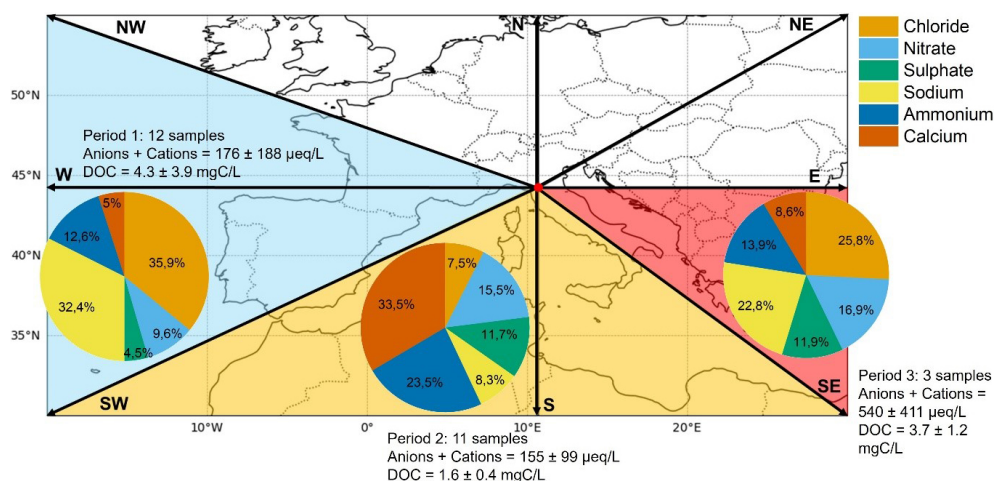 NW
N
NE
Chloride
Nitrate
Sulphate
Sodium
Ammonium
Calcium
50°N
45°N
40°N
35°N
Period 1: 12 samples
Anions + Cations = 176 ± 188 µeq/L
DOC = 4.3 ± 3.9 mgC/L
W
E
5%
12,6%
35,9%
32,4%
9,6%
4,5%
7,5%
15,5%
33,5%
11,7%
23,5%
8,3%
8,6%
13,9%
25,8%
22,8%
16,9%
11,9%
SW
S
SE
10°W
0°
10°E
20°E
Period 2: 11 samples
Anions + Cations = 155 ± 99 µeq/L
DOC = 1.6 ± 0.4 mgC/L
Period 3: 3 samples
Anions + Cations =
540 ± 411 µeq/L
DOC = 3.7 ± 1.2
mgC/L